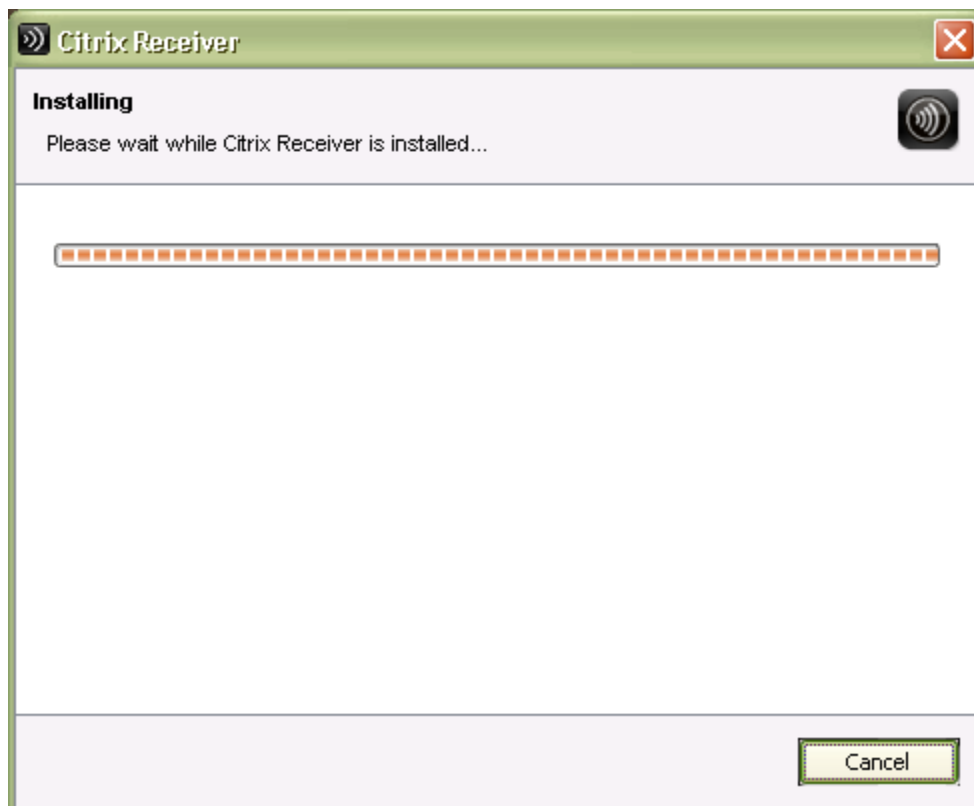 Citrix Receiver
Installing
Please wait while Citrix Receiver is installed...
Cancel